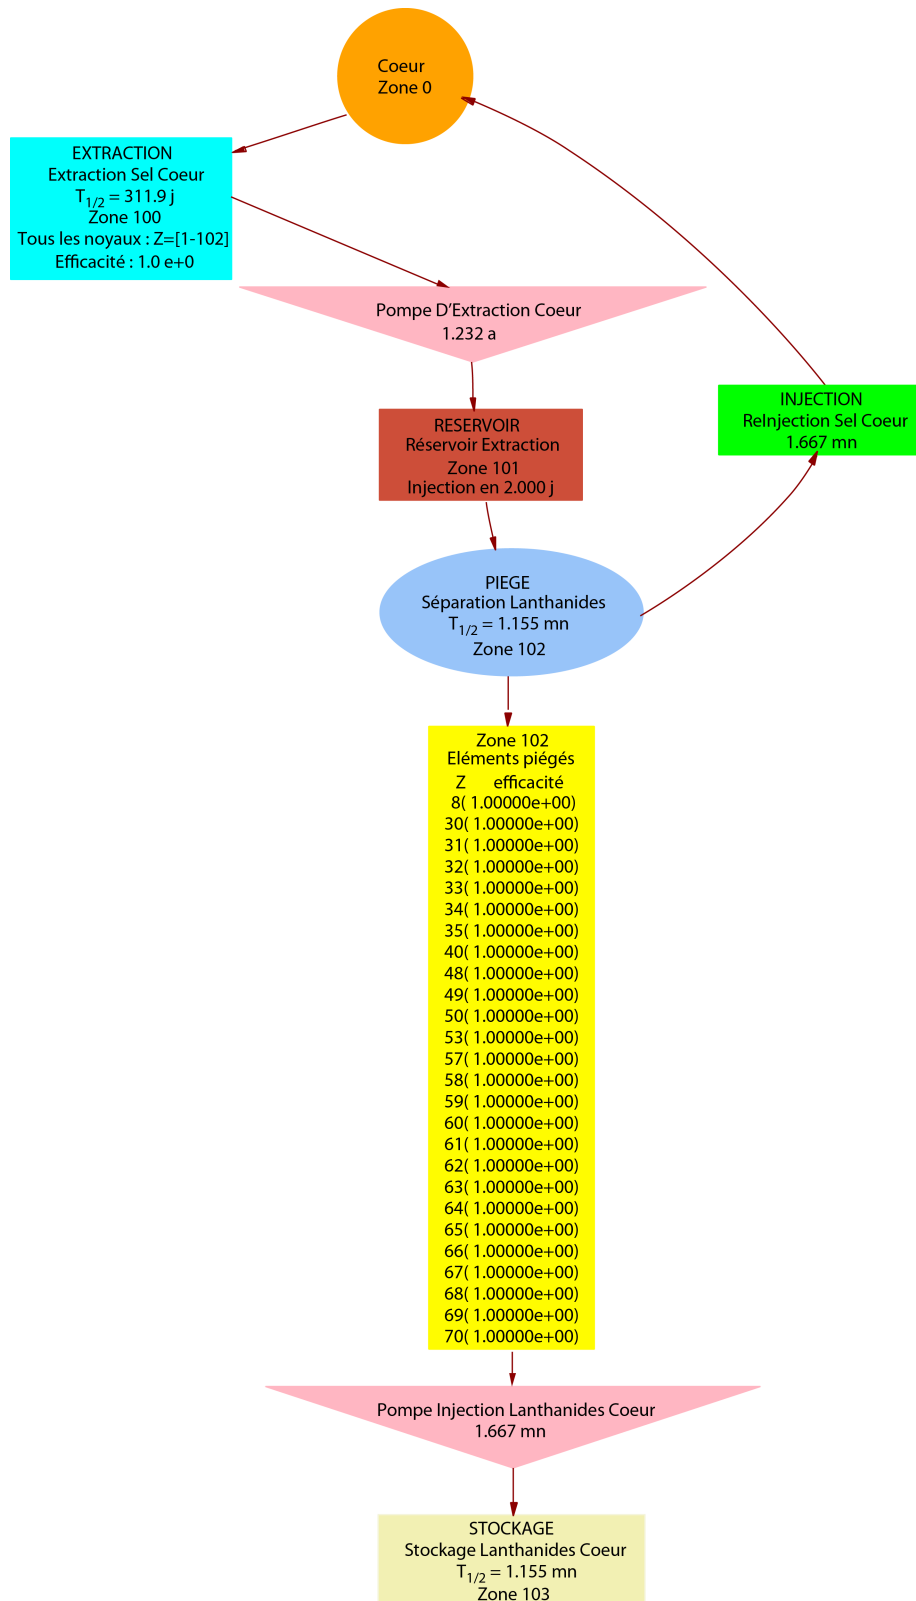 Coeur
Zone 0
EXTRACTION
Extraction Sel Coeur
T1/2 = 311.9 j
Zone 100
Tous les noyaux : Z=[1-102]
Efficacité : 1.0 e+0
Pompe D’Extraction Coeur
1.232 a
RESERVOIR
Réservoir Extraction
Zone 101
Injection en 2.000 j
INJECTION
ReInjection Sel Coeur
1.667 mn
PIEGE
Séparation Lanthanides
T1/2 = 1.155 mn
Zone 102
Zone 102
Eléments piégés
Z efficacité
8( 1.00000e+00)
30( 1.00000e+00)
31( 1.00000e+00)
32( 1.00000e+00)
33( 1.00000e+00)
34( 1.00000e+00)
35( 1.00000e+00)
40( 1.00000e+00)
48( 1.00000e+00)
49( 1.00000e+00)
50( 1.00000e+00)
53( 1.00000e+00)
57( 1.00000e+00)
58( 1.00000e+00)
59( 1.00000e+00)
60( 1.00000e+00)
61( 1.00000e+00)
62( 1.00000e+00)
63( 1.00000e+00)
64( 1.00000e+00)
65( 1.00000e+00)
66( 1.00000e+00)
67( 1.00000e+00)
68( 1.00000e+00)
69( 1.00000e+00)
70( 1.00000e+00)
Pompe Injection Lanthanides Coeur
1.667 mn
STOCKAGE
Stockage Lanthanides Coeur
T1/2 = 1.155 mn
Zone 103